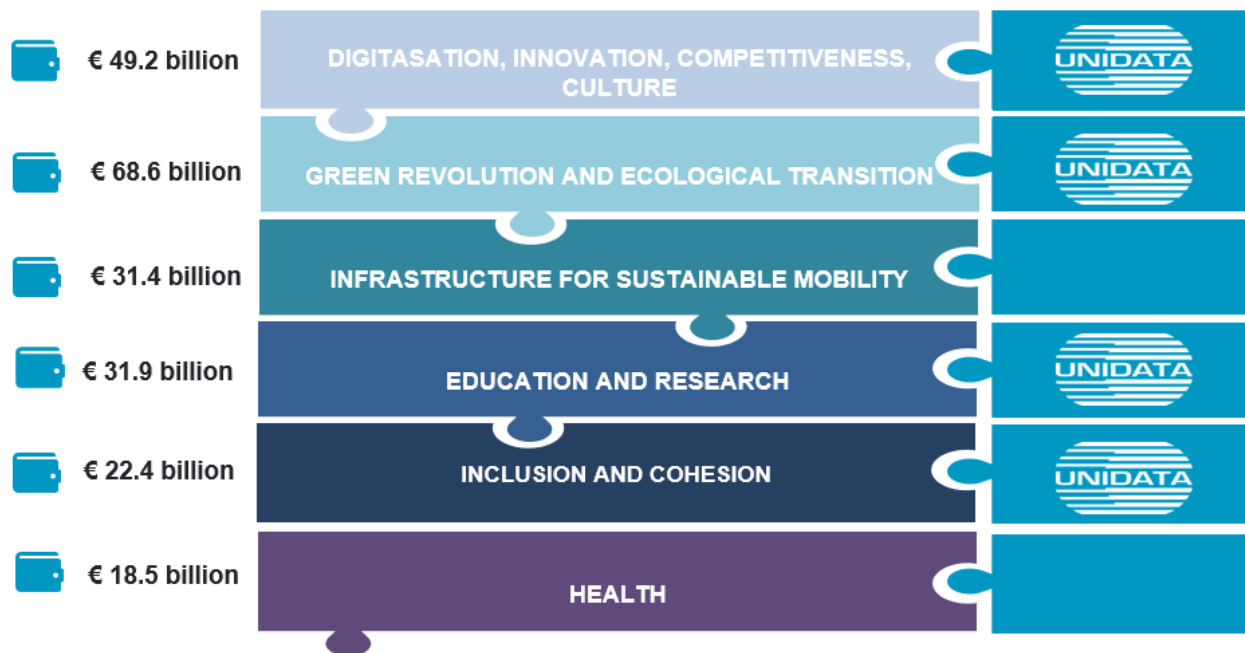 € 49.2 billion
DIGITASATION, INNOVATION, COMPETITIVENESS,
CULTURE
UNIDATA
€ 68.6 billion
GREEN REVOLUTION AND ECOLOGICAL TRANSITION
UNIDATA
€ 31.4 billion
INFRASTRUCTURE FOR SUSTAINABLE MOBILITY
€ 31.9 billion
EDUCATION AND RESEARCH
UNIDATA
€ 22.4 billion
INCLUSION AND COHESION
UNIDATA
€ 18.5 billion
HEALTH